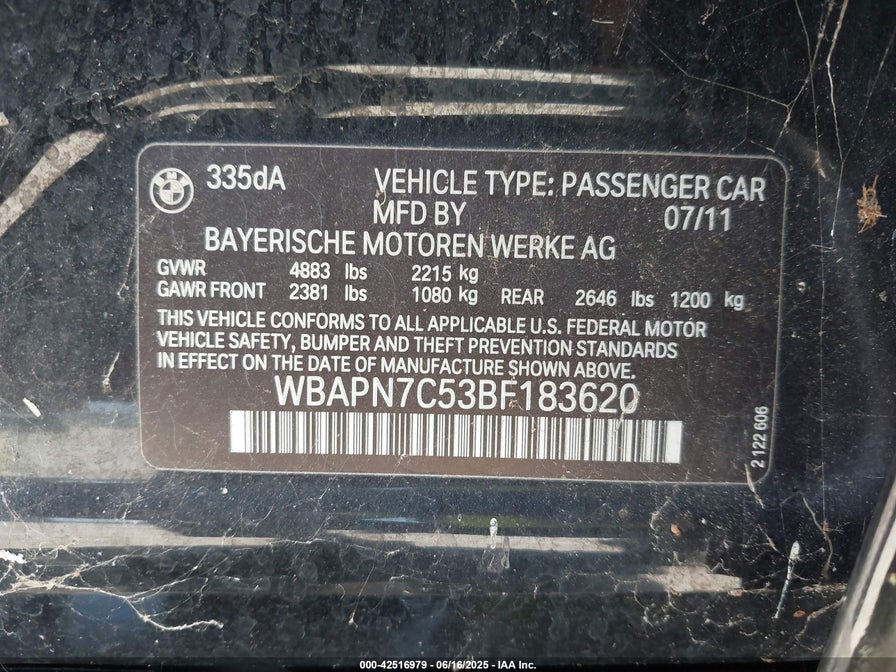 335dA VEHICLE TYPE: PASSENGER CAR
MFD BY 07/11
BAYERISCHE MOTOREN WERKE AG
GVWR 4883 lbs 2215 kg
GAWR FRONT 2381 lbs 1080 kg REAR 2646 lbs 1200 kg
THIS VEHICLE CONFORMS TO ALL APPLICABLE U.S. FEDERAL MOTOR
VEHICLE SAFETY, BUMPER AND THEFT PREVENTION STANDARDS
IN EFFECT ON THE DATE OF MANUFACTURE SHOWN ABOVE.
WBAPN7C53BF183620
2 122 606
000-42516979 - 06/16/2025 - IAA Inc.